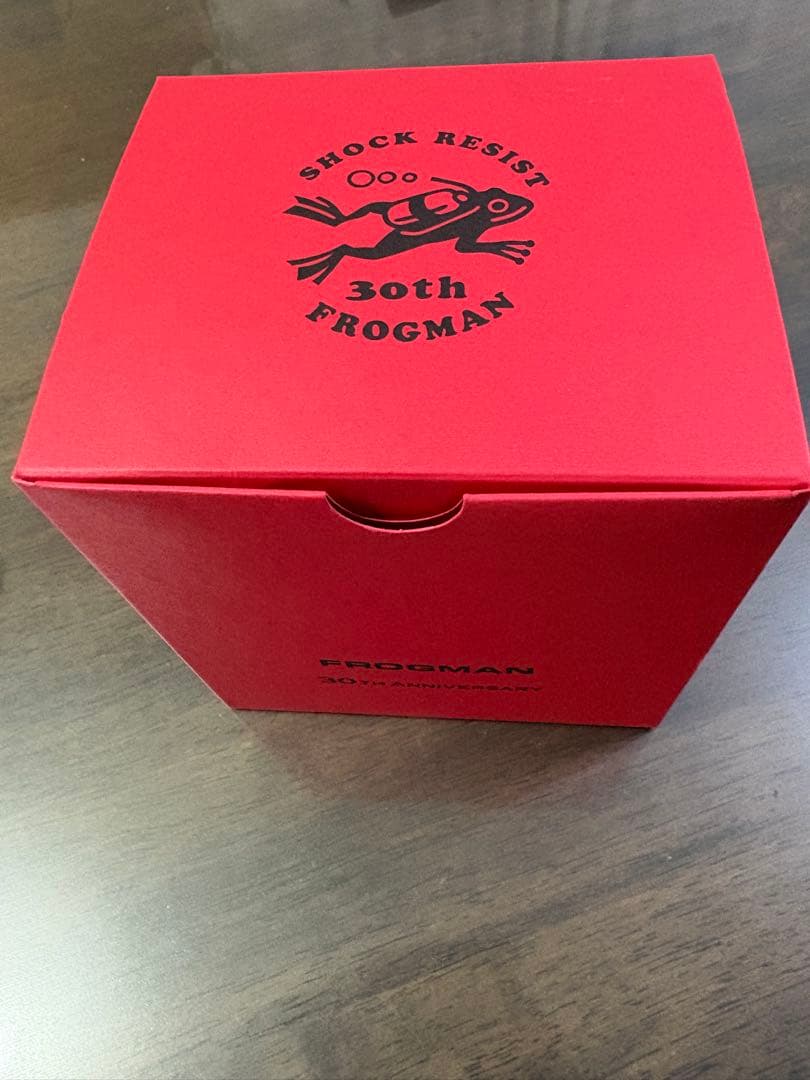 SHOCK RESIST
30th
FROGMAN
FROGMAN
30TH ANNIVERSARY